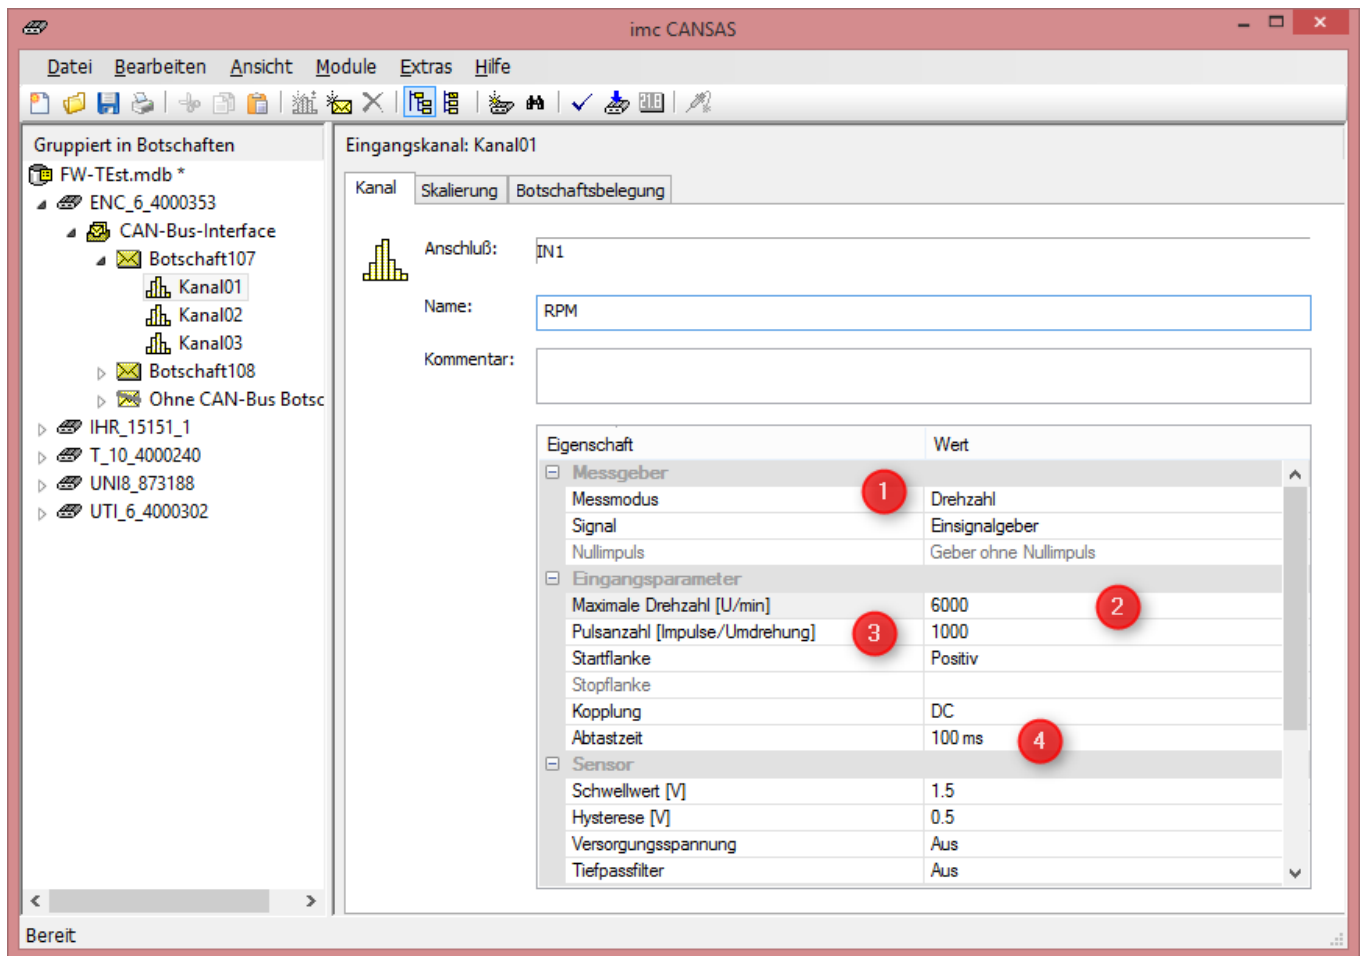 imc CANSAS
Datei Bearbeiten Ansicht Module Extras Hilfe
Gruppiert in Botschaften
FW-TEst.mdb *
ENC_6_4000353
CAN-Bus-Interface
Botschaft107
Kanal01
Kanal02
Kanal03
Botschaft108
Ohne CAN-Bus Botsc
IHR_15151_1
T_10_4000240
UNI8_873188
UTI_6_4000302
Eingangskanal: Kanal01
Kanal Skalierung Botschaftsbelegung
Anschluß: IN1
Name: RPM
Kommentar:
Eigenschaft Wert
Messgeber
1
Messmodus Drehzahl
Signal Einsignalgeber
Nullimpuls Geber ohne Nullimpuls
Eingangsparameter
Maximale Drehzahl [U/min] 6000 2
Pulsanzahl [Impulse/Umdrehung] 3 1000
Startflanke Positiv
Stopflanke
Kopplung DC
Abtastzeit 100 ms 4
Sensor
Schwellwert [V] 1.5
Hysterese [V] 0.5
Versorgungsspannung Aus
Tiefpassfilter Aus
Bereit